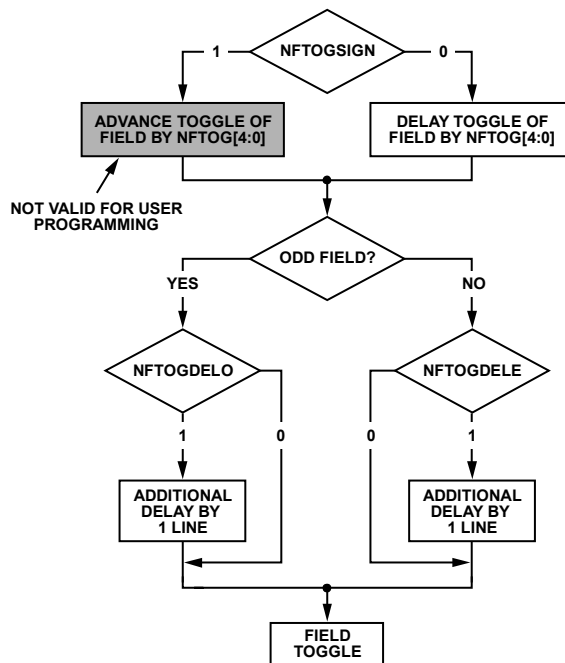 NFTOGSIGN
1
0
ADVANCE TOGGLE OF
FIELD BY NFTOG[4:0]
DELAY TOGGLE OF
FIELD BY NFTOG[4:0]
NOT VALID FOR USER
PROGRAMMING
ODD FIELD?
YES
NO
NFTOGDELO
NFTOGDELE
1
0
0
1
ADDITIONAL
DELAY BY
1 LINE
ADDITIONAL
DELAY BY
1 LINE
FIELD
TOGGLE